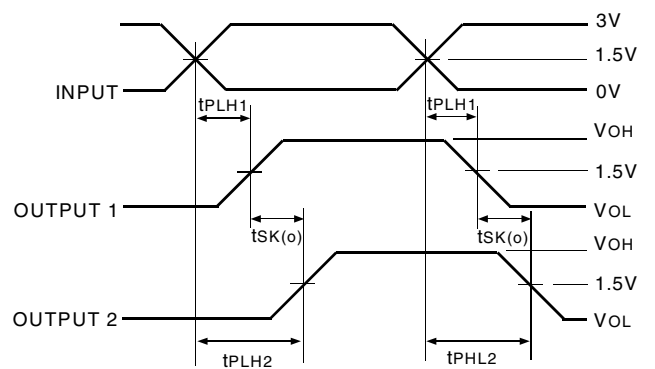 3V
1.5V
INPUT
0V
tPLH1
tPLH1
VOH
1.5V
OUTPUT 1
VOL
tSK(o)
tSK(o)
VOH
1.5V
OUTPUT 2
VOL
tPLH2
tPHL2